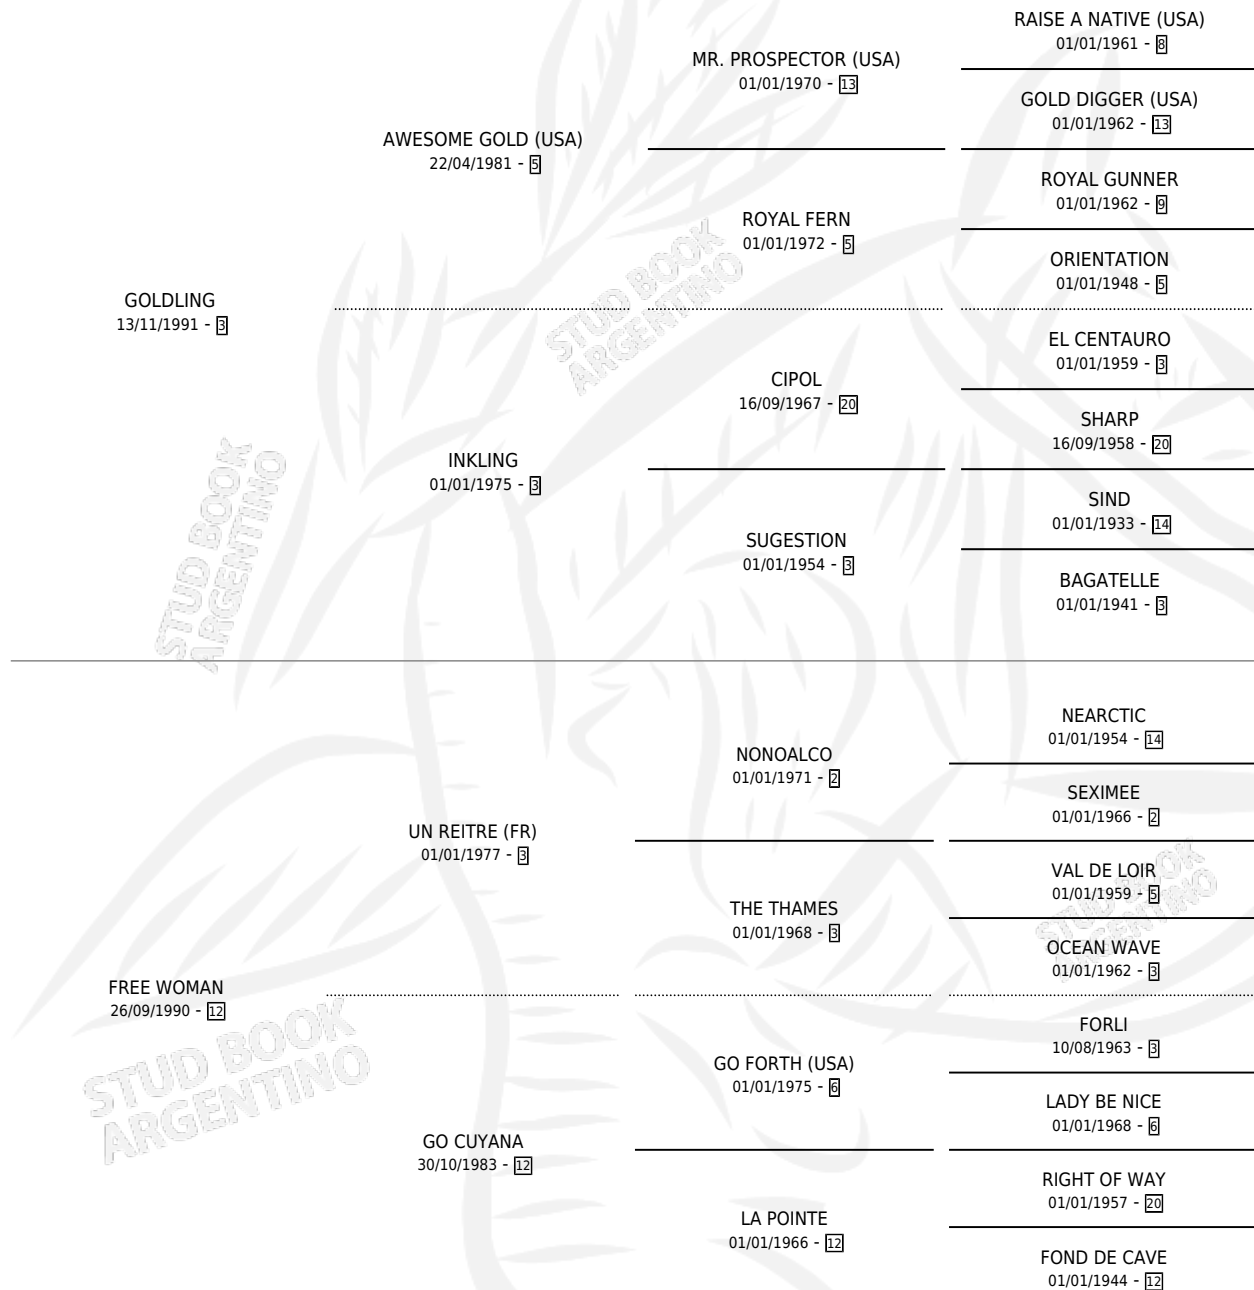 RAISE A NATIVE (USA)
01/01/1961 - 8
MR. PROSPECTOR (USA)
01/01/1970 - 13
GOLD DIGGER (USA)
01/01/1962 - 13
AWESOME GOLD (USA)
22/04/1981 - 5
ROYAL GUNNER
01/01/1962 - 9
ROYAL FERN
01/01/1972 - 5
ORIENTATION
01/01/1948 - 5
GOLDLING
13/11/1991 - 3
EL CENTAURO
01/01/1959 - 3
CIPOL
16/09/1967 - 20
SHARP
16/09/1958 - 20
INKLING
01/01/1975 - 3
SIND
01/01/1933 - 14
SUGESTION
01/01/1954 - 3
BAGATELLE
01/01/1941 - 3
NEARCTIC
01/01/1954 - 14
NONOALCO
01/01/1971 - 2
SEXIMEE
01/01/1966 - 2
UN REITRE (FR)
01/01/1977 - 3
VAL DE LOIR
01/01/1959 - 5
THE THAMES
01/01/1968 - 3
OCEAN WAVE
01/01/1962 - 3
FREE WOMAN
26/09/1990 - 12
FORLI
10/08/1963 - 3
GO FORTH (USA)
01/01/1975 - 6
LADY BE NICE
01/01/1968 - 6
GO CUYANA
30/10/1983 - 12
RIGHT OF WAY
01/01/1957 - 20
LA POINTE
01/01/1966 - 12
FOND DE CAVE
01/01/1944 - 12
STUD BOOK
ARGENTINO
STUD BOOK
ARGENTINO
STUD BOOK
ARGENTINO
STUD BOOK
ARGENTINO